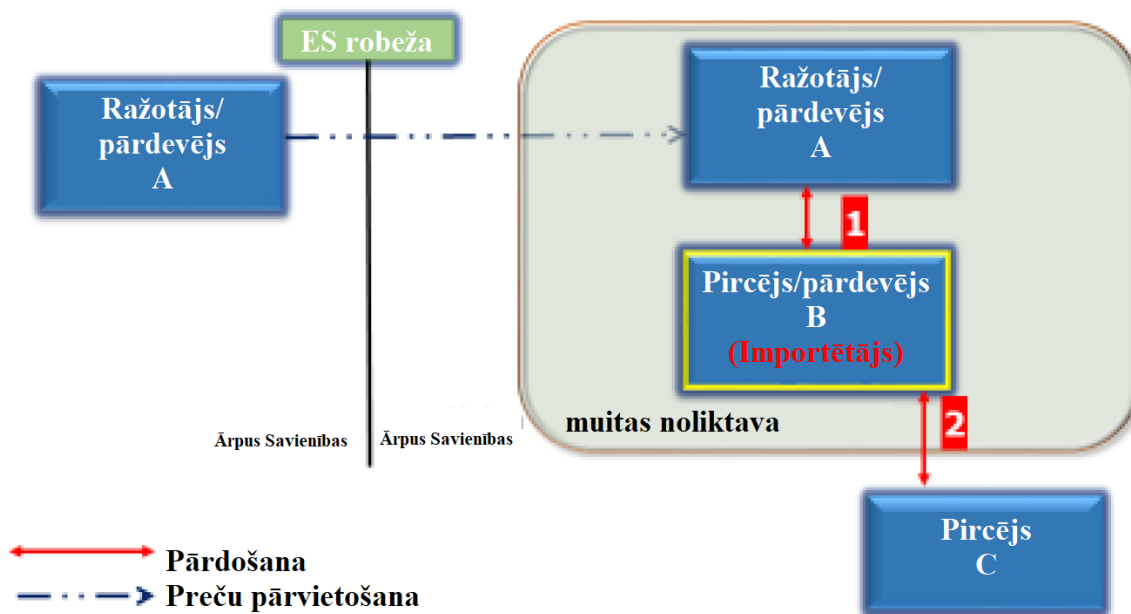 ES robeža
Ražotājs/
pārdevējs
A
Ražotājs/
pārdevējs
A
1
Pircējs/pārdevējs
B
(Importētājs)
2
muitas noliktava
Ārpus Savienības
Ārpus Savienības
Pircējs
C
Pārdošana
Preču pārvietošana